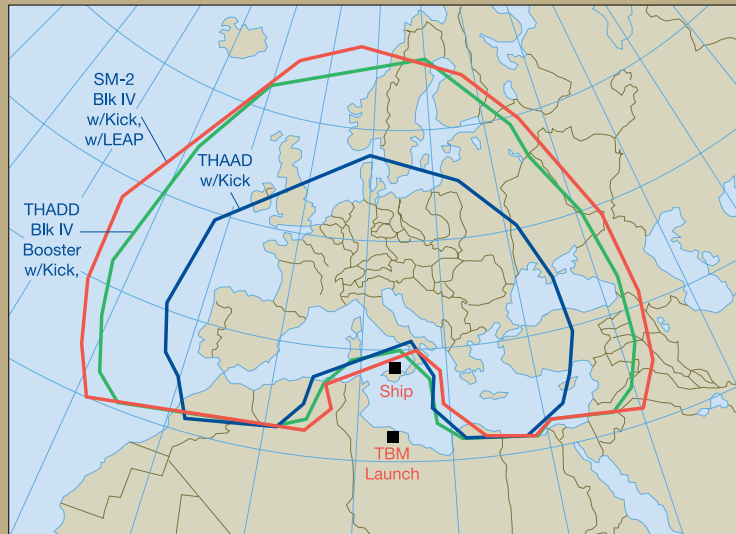 SM-2
Blk IV
w/Kick,
w/LEAP
THAAD
w/Kick
THADD
Blk IV
Booster
w/Kick,
Ship
TBM
Launch